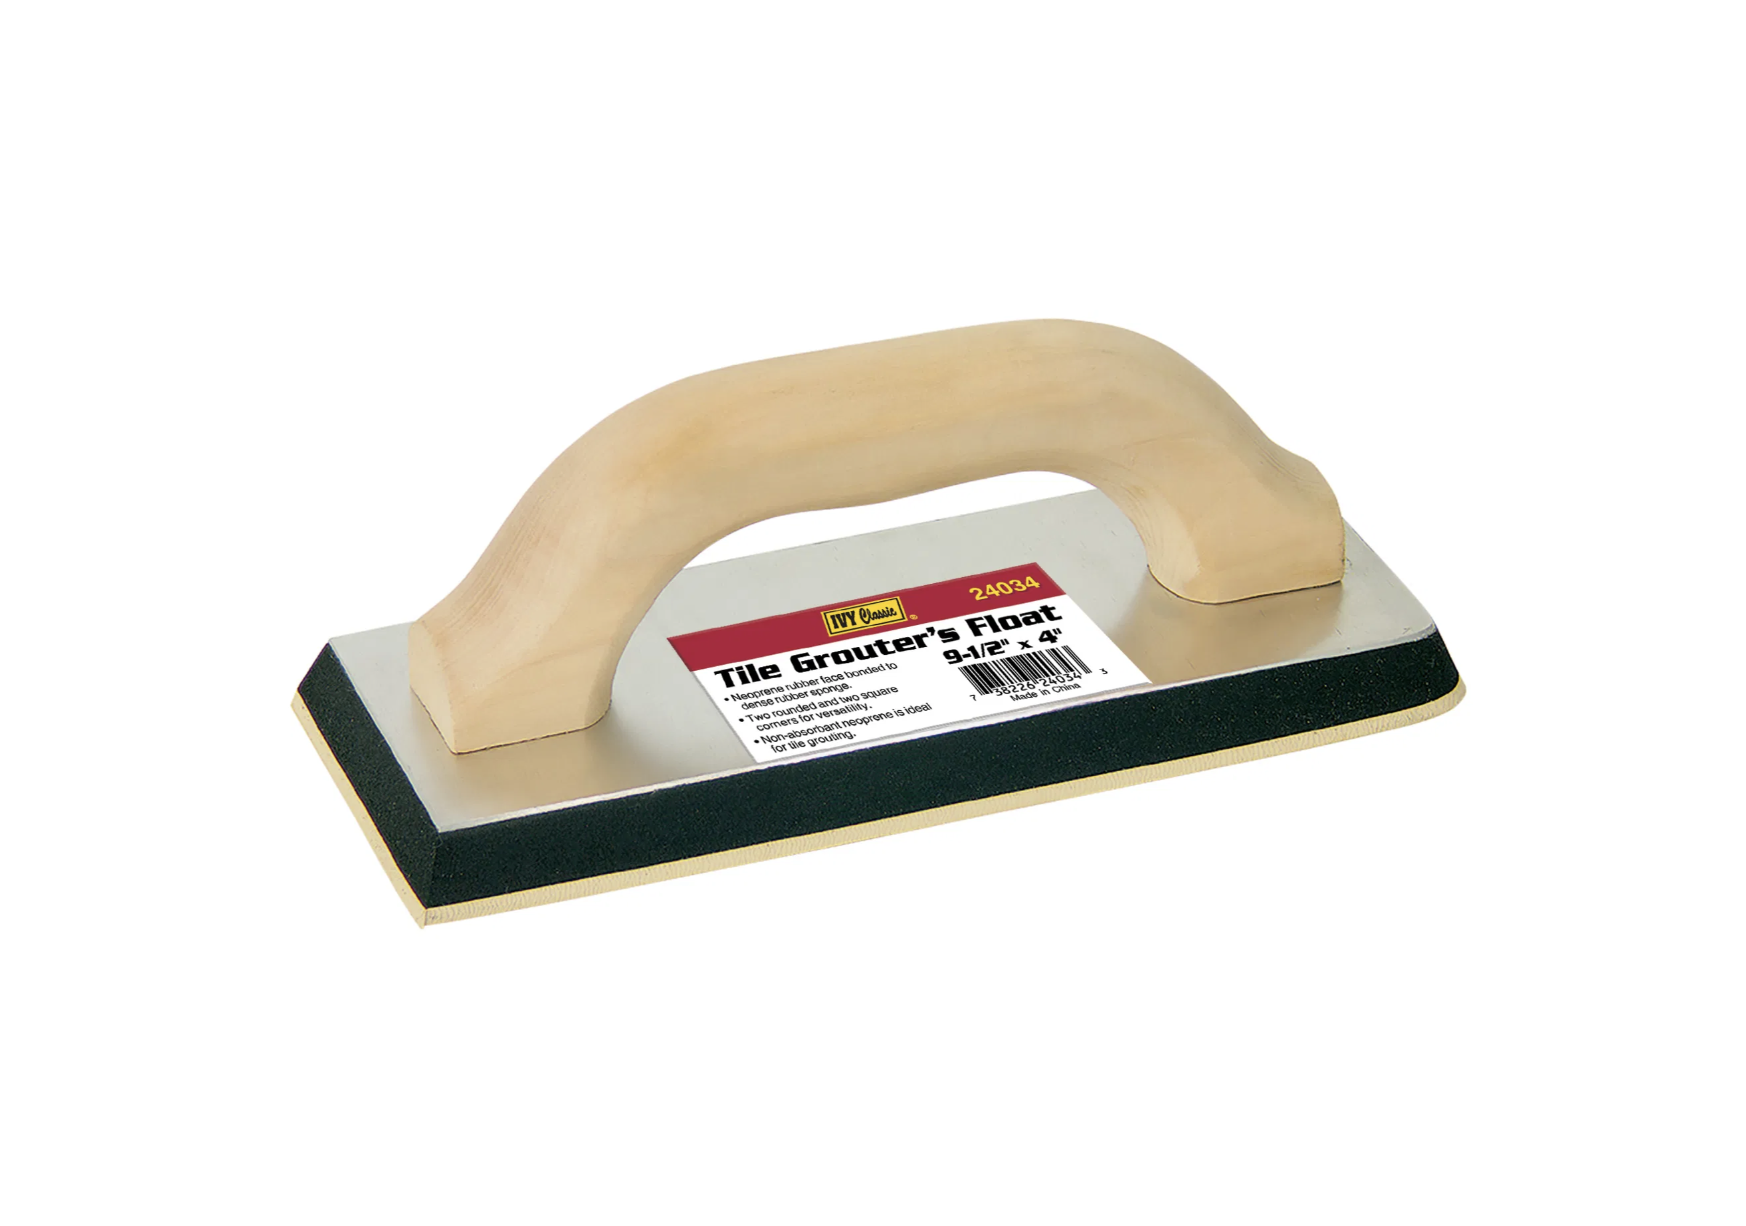 IVY Classic ®
24034
Tile Grouter's Float
9-1/2" x 4"
• Neoprene rubber face bonded to
dense rubber sponge.
• Two rounded and two square
corners for versatility.
• Non-absorbant neoprene is ideal
for tile grouting.
7 38226 24034 3
Made in China